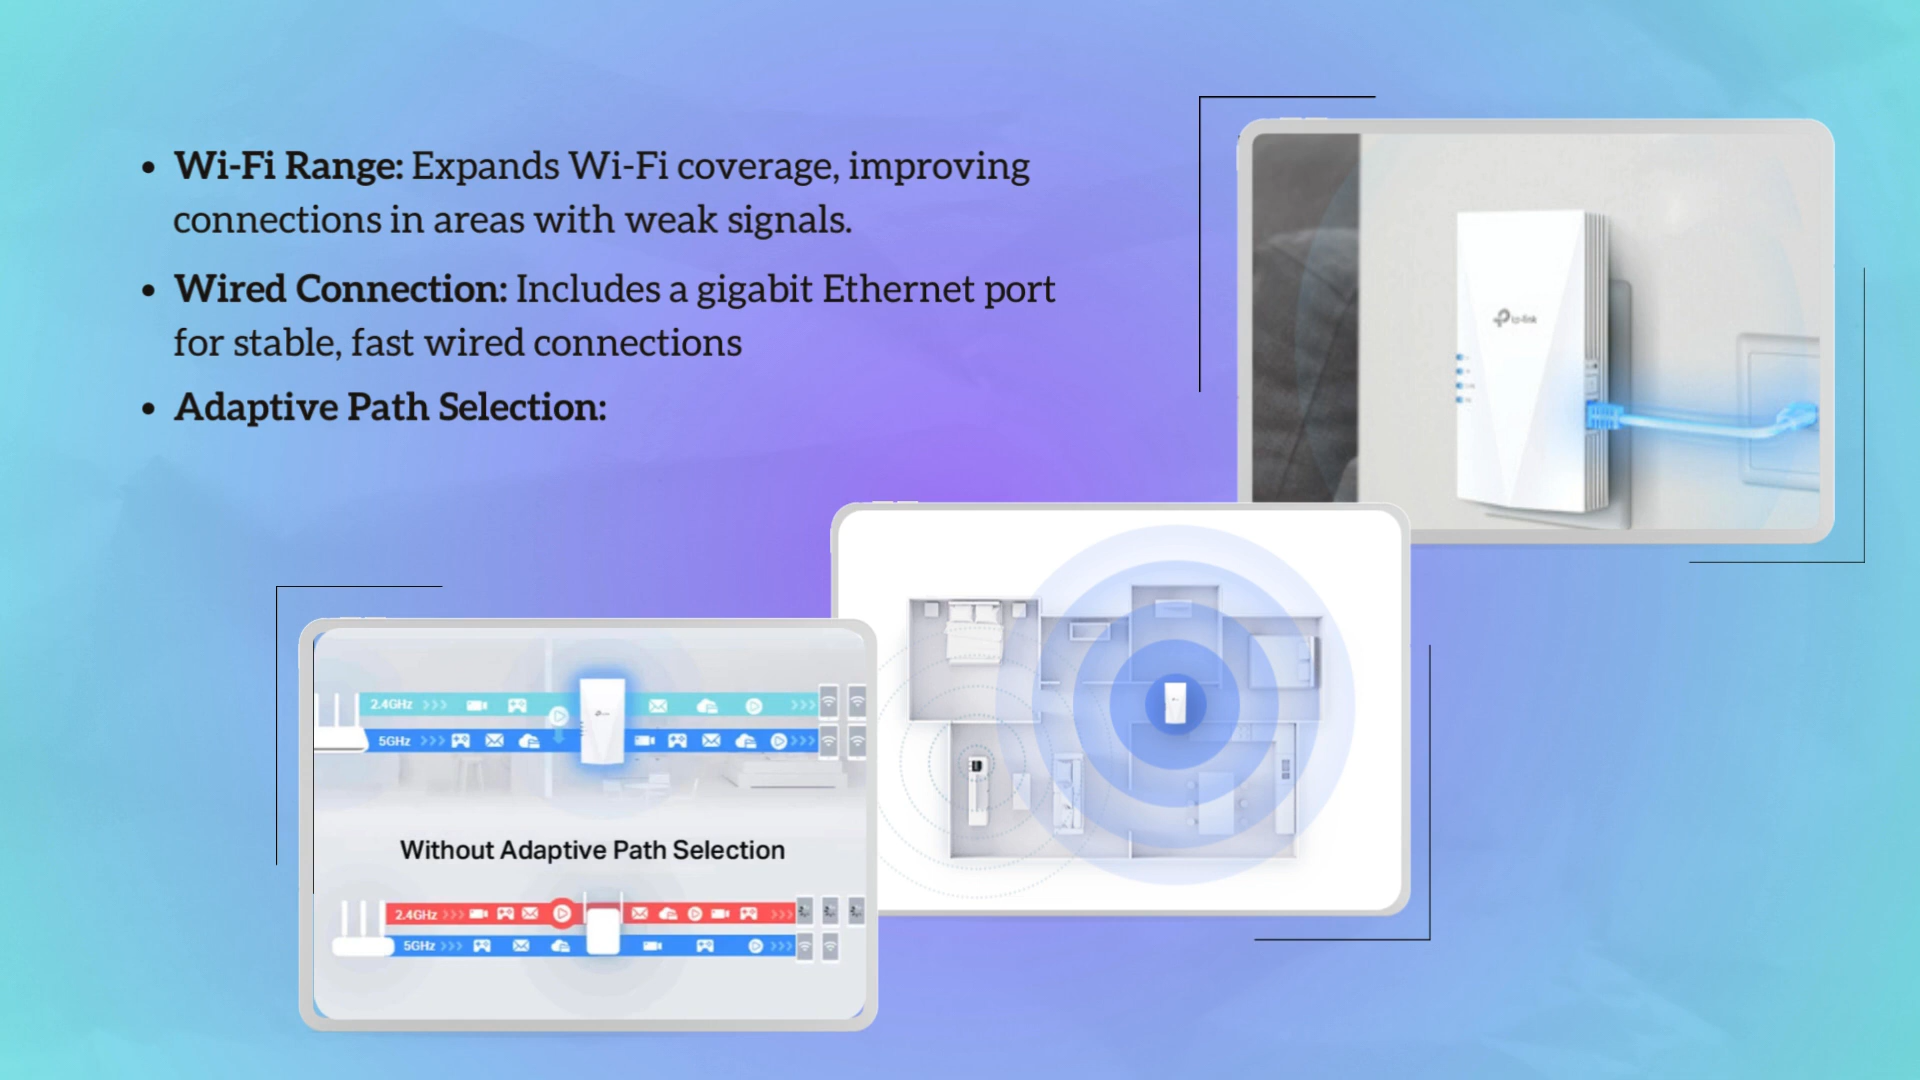 Wi-Fi Range: Expands Wi-Fi coverage, improving
connections in areas with weak signals.
Wired Connection: Includes a gigabit Ethernet port
for stable, fast wired connections
Adaptive Path Selection:
tp-link
2.4GHz
5GHz
Without Adaptive Path Selection
2.4GHz
5GHz